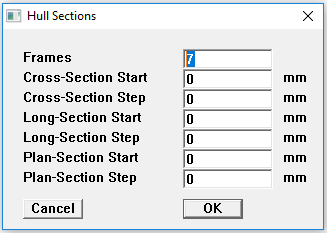 Hull Sections
Frames 7
Cross-Section Start 0 mm
Cross-Section Step 0 mm
Long-Section Start 0 mm
Long-Section Step 0 mm
Plan-Section Start 0 mm
Plan-Section Step 0 mm
Cancel OK